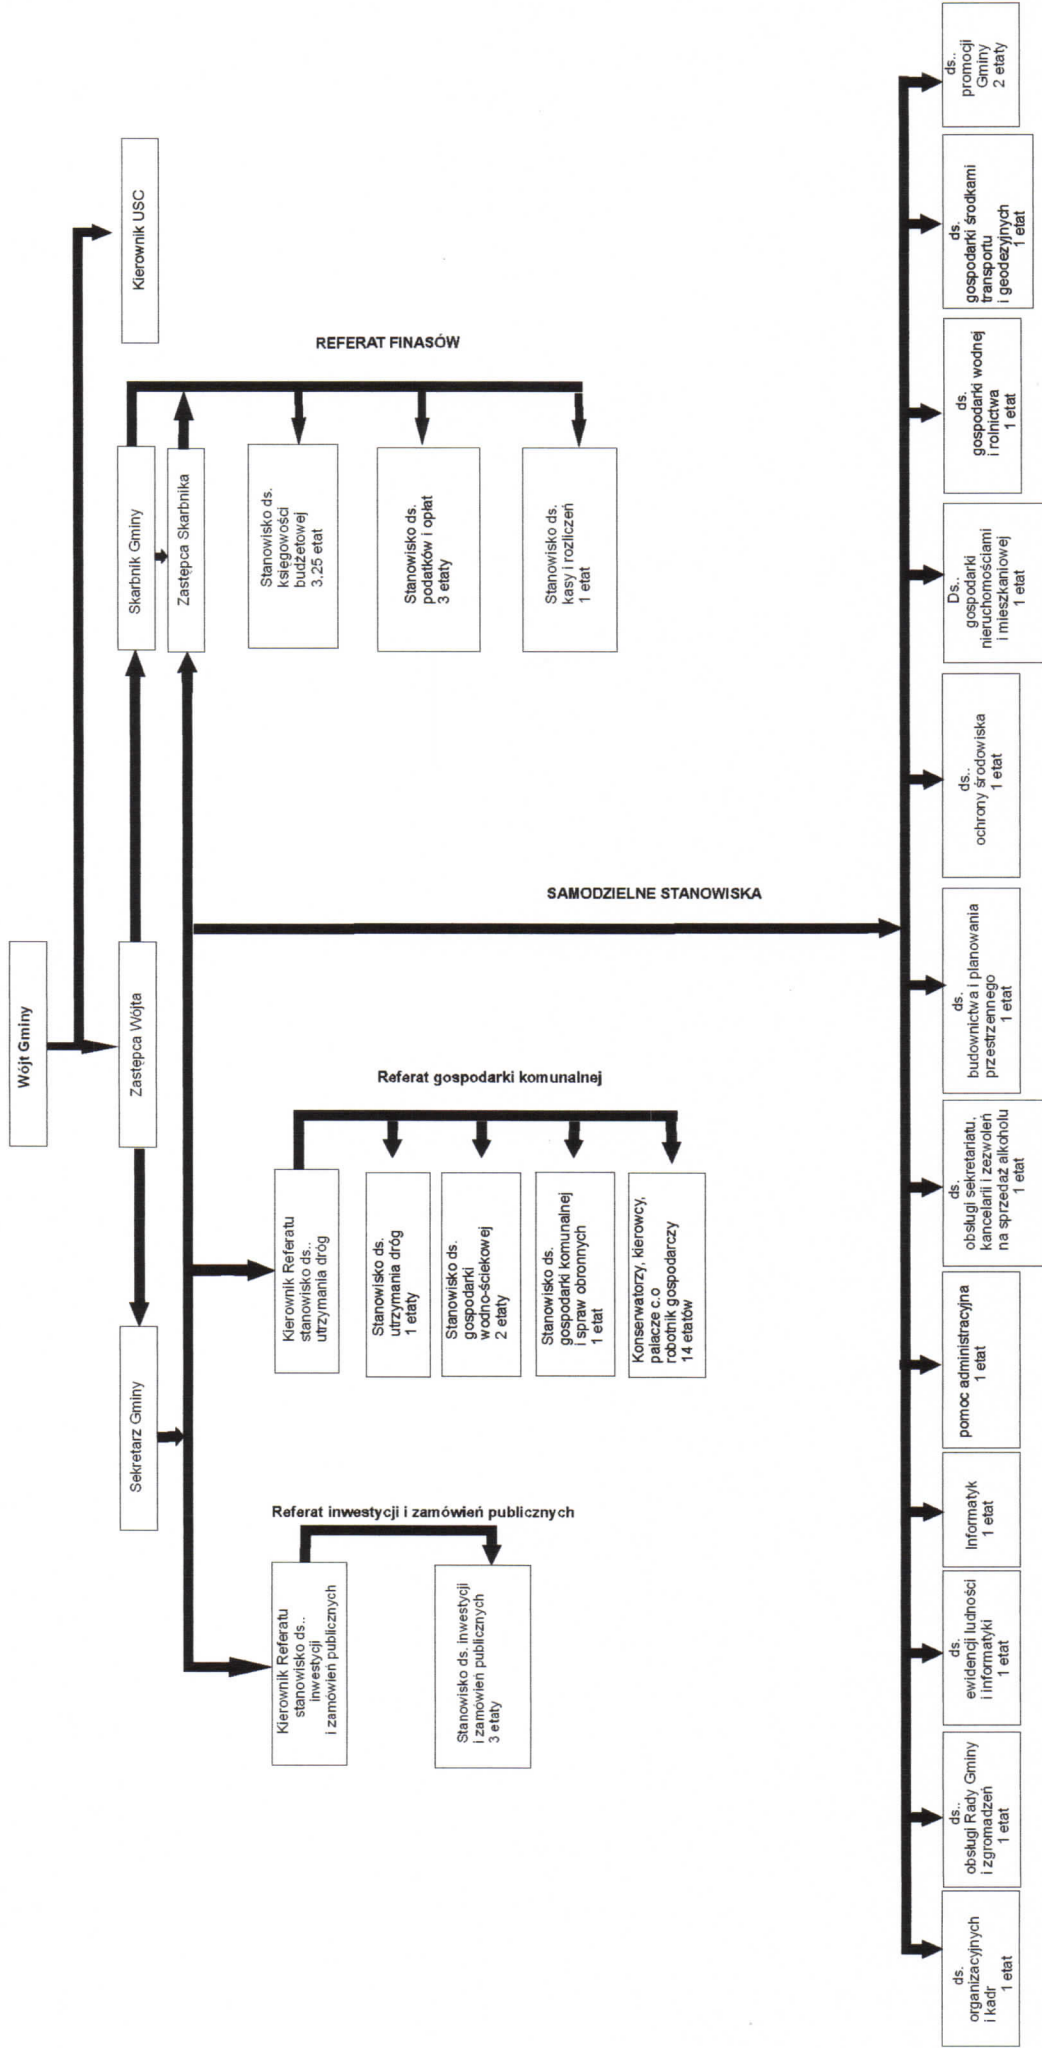 Wójt Gminy
Sekretarz Gminy
Zastępca Wójta
Skarbnik Gminy
Kierownik USC
Zastępca Skarbnika
Referat inwestycji i zamówień publicznych
Kierownik Referatu
stanowisko ds..
inwestycji
i zamówień publicznych
Stanowisko ds. inwestycji
i zamówień publicznych
3 etaty
Referat gospodarki komunalnej
Kierownik Referatu
stanowisko ds..
utrzymania dróg
Stanowisko ds.
utrzymania dróg
1 etaty
Stanowisko ds.
gospodarki
wodno-ściekowej
2 etaty
Stanowisko ds.
gospodarki komunalnej
i spraw obronnych
1 etat
Konserwatorzy, kierowcy,
palacze c.o
robotnik gospodarczy
14 etatów
REFERAT FINASÓW
Stanowisko ds.
księgowości
budżetowej
3,25 etat
Stanowisko ds.
podatków i opłat
3 etaty
Stanowisko ds.
kasy i rozliczeń
1 etat
SAMODZIELNE STANOWISKA
ds.
organizacyjnych
i kadr
1 etat
ds..
obsługi Rady Gminy
i zgromadzeń
1 etat
ds.
ewidencji ludności
i informatyki
1 etat
Informatyk
1 etat
pomoc administracyjna
1 etat
ds.
obsługi sekretariatu,
kancelarii i zezwoleń
na sprzedaż alkoholu
1 etat
ds.
budownictwa i planowania
przestrzennego
1 etat
ds..
ochrony środowiska
1 etat
Ds..
gospodarki
nieruchomościami
i mieszkaniowej
1 etat
ds.
gospodarki wodnej
i rolnictwa
1 etat
ds.
gospodarki środkami
transportu
i geodezyjnych
1 etat
ds..
promocji
Gminy
2 etaty